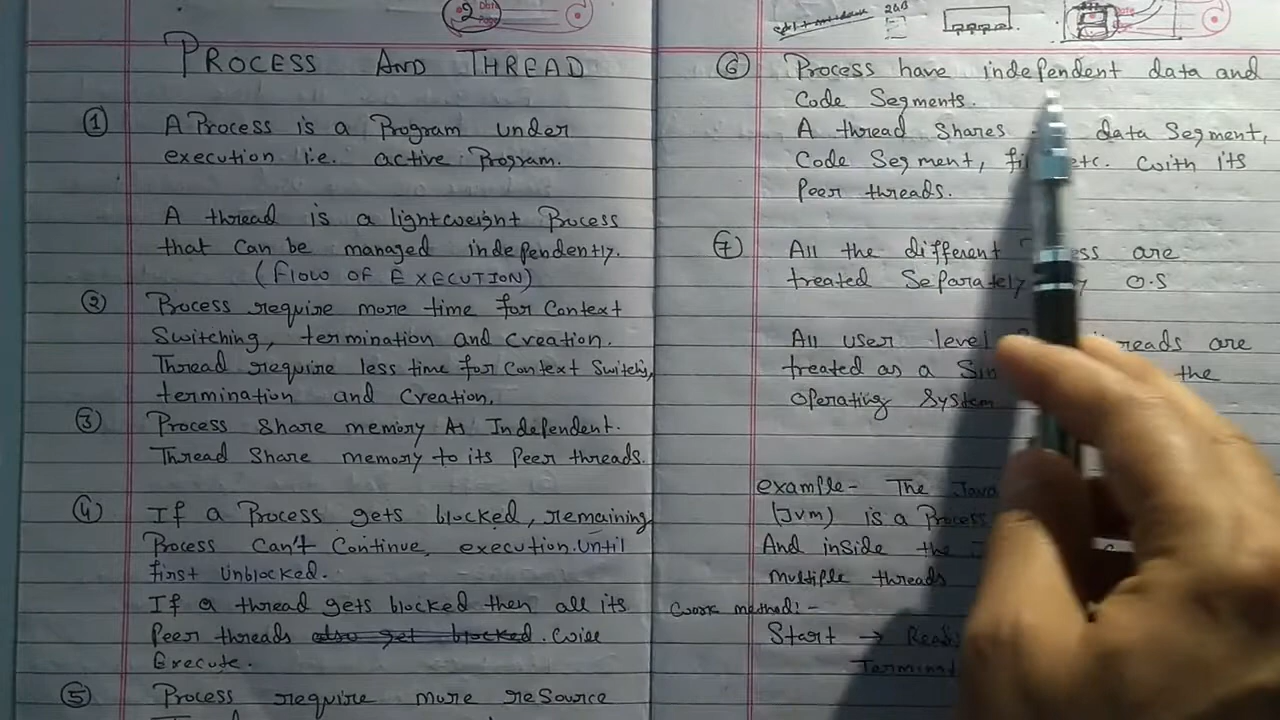 2
PROCESS AND THREAD
① A Process is a Program under
execution i.e. active Program.
A thread is a lightweight Process
that can be managed independently.
(FLOW OF EXECUTION)
② Process require more time for Context
Switching, termination and Creation.
Thread require less time for Context Switch,
termination and Creation.
③ Process Share memory As Independent.
Thread Share memory to its Peer threads.
④ If a Process gets blocked, remaining
Process Can't Continue execution.Until
first Unblocked.
If a thread gets blocked then all its
Peer threads also get blocked. will
Execute.
⑤ Process require more reSource
Date
⑥ Process have independent data and
Code Segments.
A thread Shares data Segment,
Code Segment, etc. with its
Peer threads.
⑦ All the different are
treated Separately O.S
All User level are
treated as a the
Operating System
example- The Java
(Jvm) is a Process
And inside the
multiple threads
Work method:-
Start →